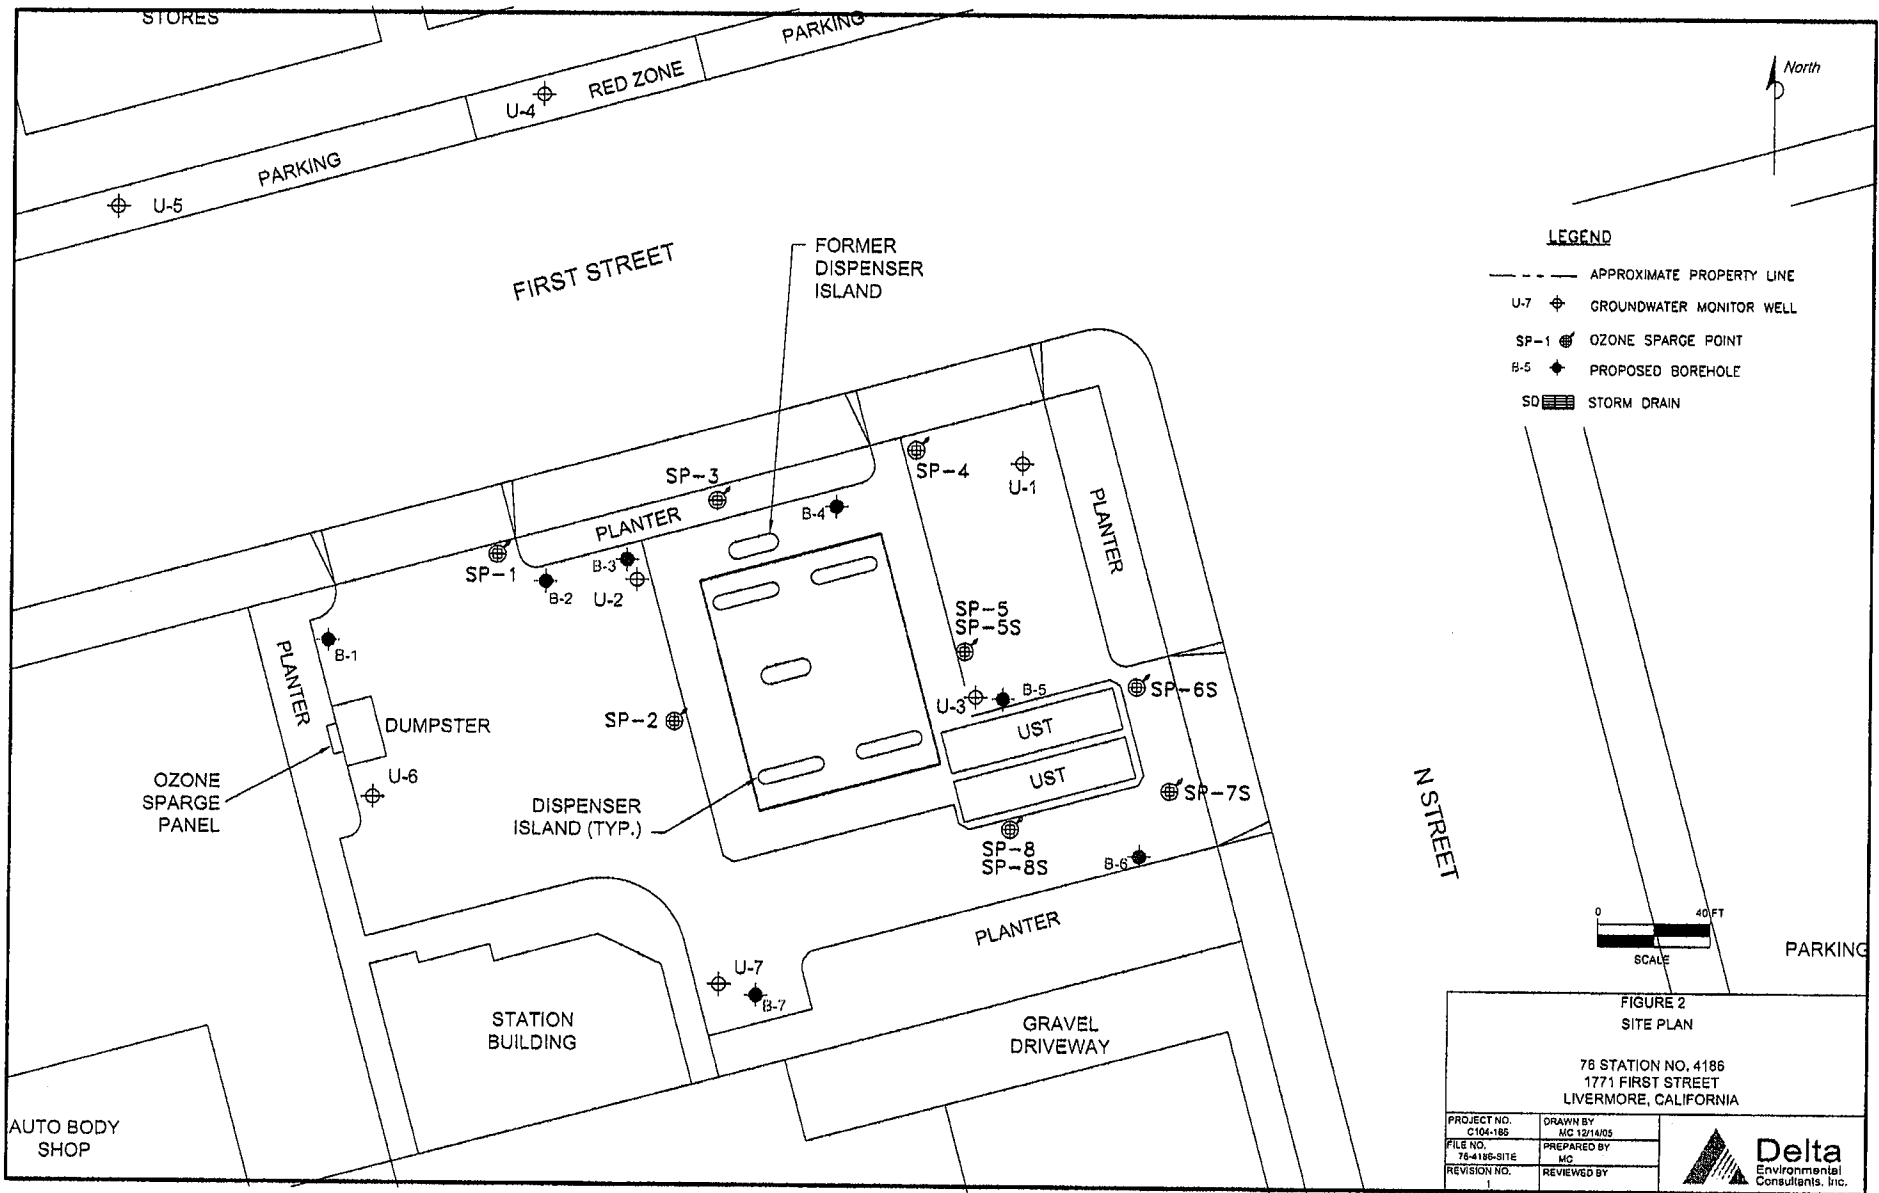 STORES
PARKING
RED ZONE
U-4
PARKING
U-5
North
FIRST STREET
FORMER
DISPENSER
ISLAND
LEGEND
APPROXIMATE PROPERTY LINE
U-7 GROUNDWATER MONITOR WELL
SP-1 OZONE SPARGE POINT
B-5 PROPOSED BOREHOLE
SD STORM DRAIN
SP-3
SP-4
U-1
PLANTER
B-4
PLANTER
SP-1
B-3
B-2
U-2
SP-5
SP-5S
B-1
PLANTER
SP-6S
B-5
U-3
SP-2
DUMPSTER
UST
UST
OZONE
SPARGE
PANEL
U-6
DISPENSER
ISLAND (TYP.)
SP-7S
SP-8
SP-8S
B-6
N STREET
PLANTER
0 40 FT
SCALE
PARKING
U-7
B-7
STATION
BUILDING
GRAVEL
DRIVEWAY
AUTO BODY
SHOP
FIGURE 2
SITE PLAN
76 STATION NO. 4186
1771 FIRST STREET
LIVERMORE, CALIFORNIA
PROJECT NO.
C104-186
DRAWN BY
MC 12/14/05
FILE NO.
76-4186-SITE
PREPARED BY
MC
REVISION NO.
1
REVIEWED BY
Delta
Environmental
Consultants, Inc.